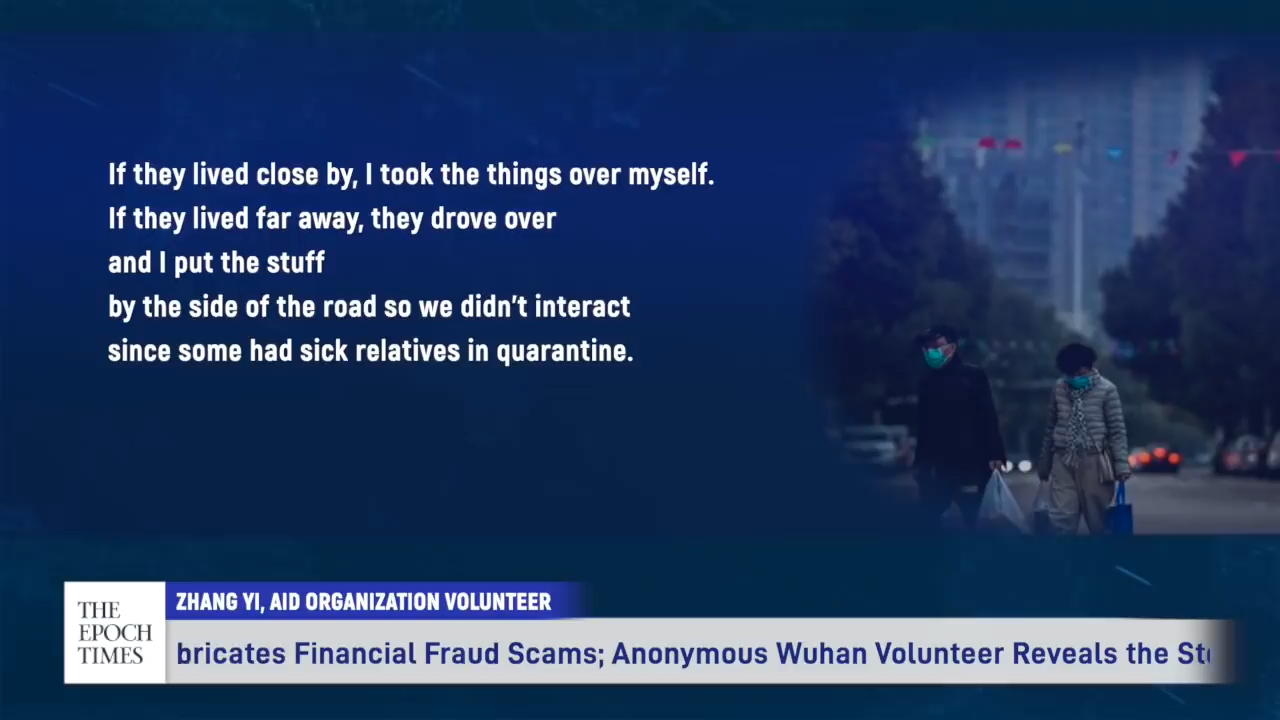 If they lived close by, I took the things over myself.
If they lived far away, they drove over
and I put the stuff
by the side of the road so we didn't interact
since some had sick relatives in quarantine.
THE
EPOCH
TIMES
ZHANG YI, AID ORGANIZATION VOLUNTEER
bricates Financial Fraud Scams; Anonymous Wuhan Volunteer Reveals the